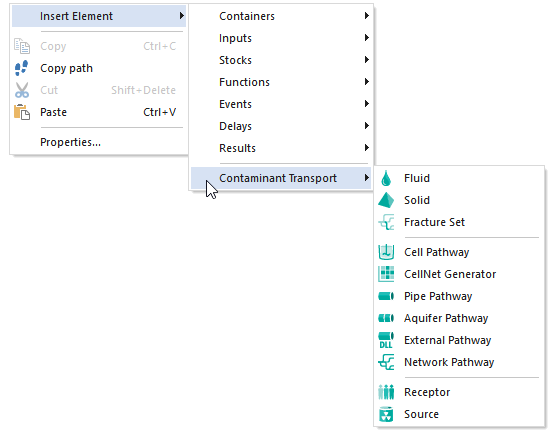 Insert Element
Copy Ctrl+C
Copy path
Cut Shift+Delete
Paste Ctrl+V
Properties...
Containers
Inputs
Stocks
Functions
Events
Delays
Results
Contaminant Transport
Fluid
Solid
Fracture Set
Cell Pathway
CellNet Generator
Pipe Pathway
Aquifer Pathway
DLL External Pathway
Network Pathway
Receptor
Source